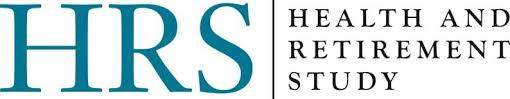 HRS
HEALTH AND
RETIREMENT
STUDY